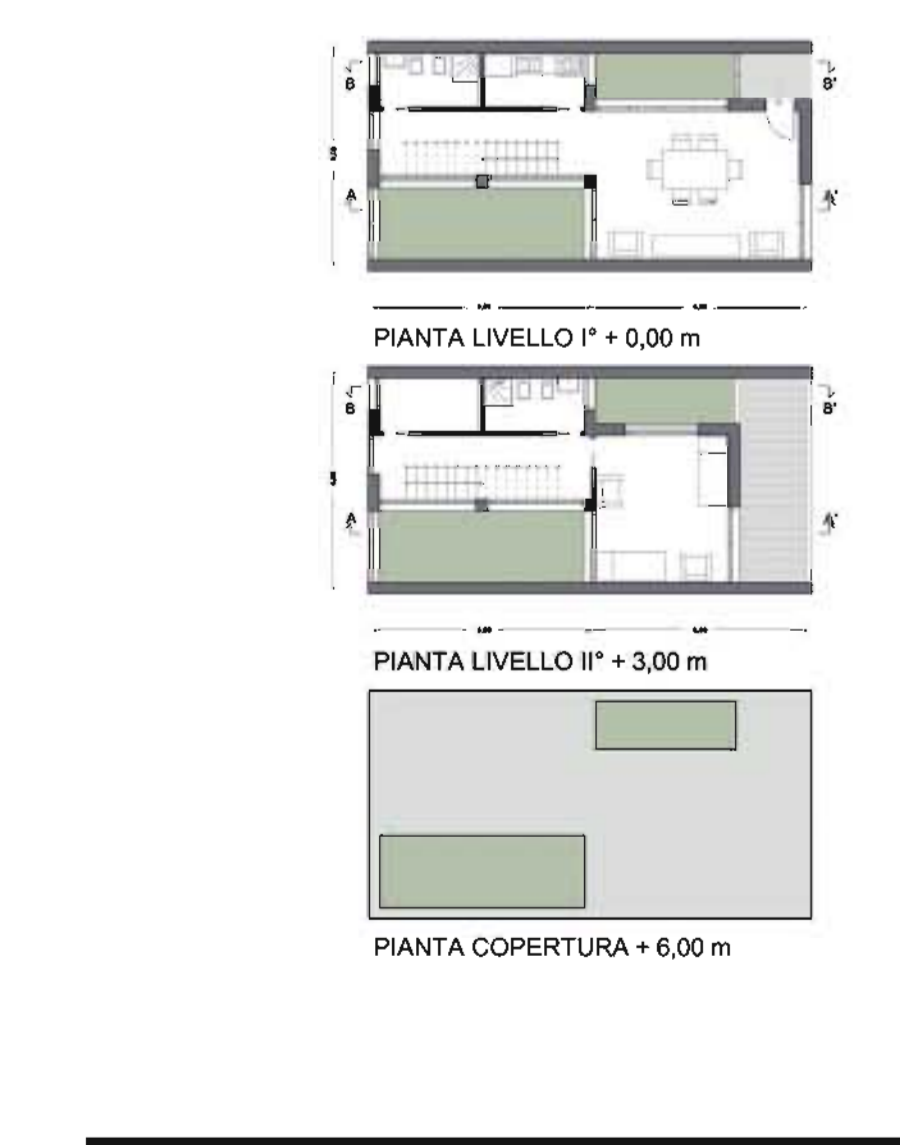 B B'
A A'
PIANTA LIVELLO I° + 0,00 m
B B'
A A'
PIANTA LIVELLO II° + 3,00 m
PIANTA COPERTURA + 6,00 m